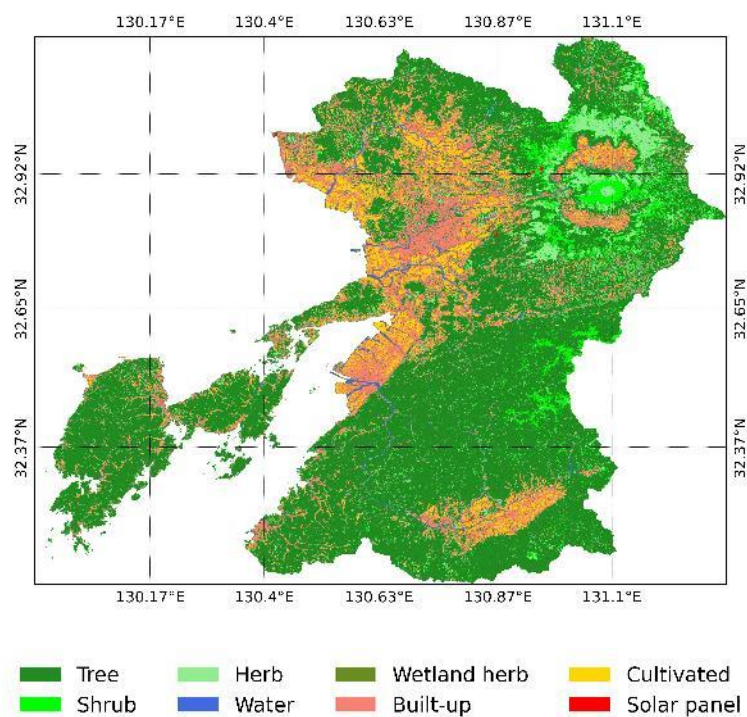 130.17°E 130.4°E 130.63°E 130.87°E 131.1°E
32.92°N 32.92°N
32.65°N 32.65°N
32.37°N 32.37°N
130.17°E 130.4°E 130.63°E 130.87°E 131.1°E
Tree Herb Wetland herb Cultivated
Shrub Water Built-up Solar panel